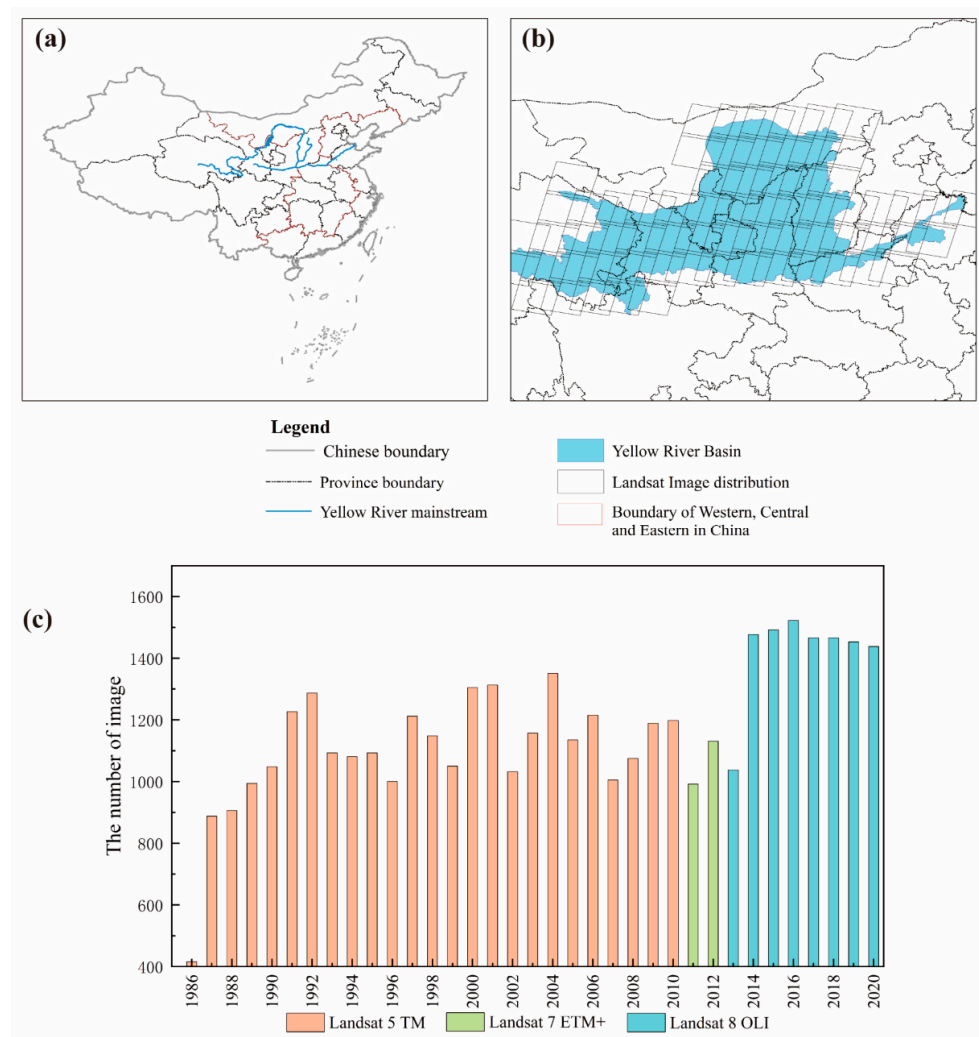 (a)
(b)
Legend
Chinese boundary
Province boundary
Yellow River mainstream
Yellow River Basin
Landsat Image distribution
Boundary of Western, Central
and Eastern in China
(c)
The number of image
1600
1400
1200
1000
800
600
400
1986 1988 1990 1992 1994 1996 1998 2000 2002 2004 2006 2008 2010 2012 2014 2016 2018 2020
Landsat 5 TM Landsat 7 ETM+ Landsat 8 OLI